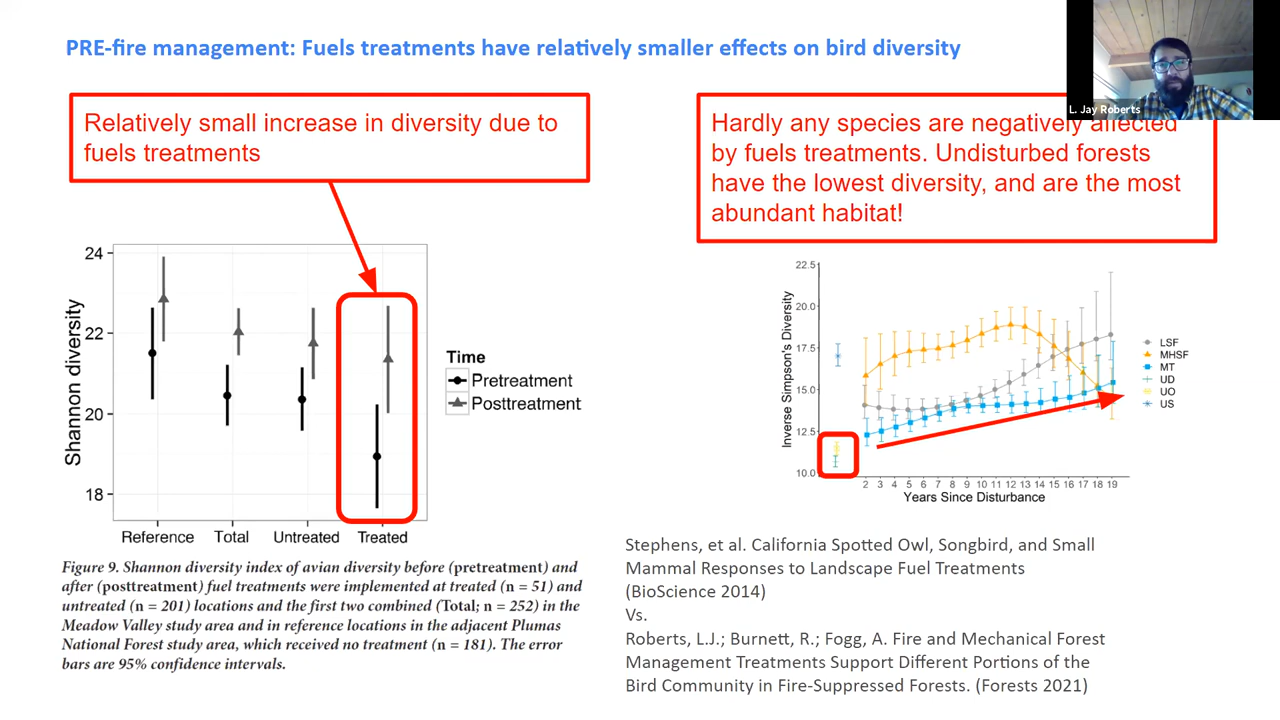 PRE-fire management: Fuels treatments have relatively smaller effects on bird diversity
L. Jay Roberts
Relatively small increase in diversity due to
fuels treatments
Hardly any species are negatively affected
by fuels treatments. Undisturbed forests
have the lowest diversity, and are the most
abundant habitat!
Shannon diversity
24
22
20
18
Reference
Total
Untreated
Treated
Time
Pretreatment
Posttreatment
Figure 9. Shannon diversity index of avian diversity before (pretreatment) and
after (posttreatment) fuel treatments were implemented at treated (n = 51) and
untreated (n = 201) locations and the first two combined (Total; n = 252) in the
Meadow Valley study area and in reference locations in the adjacent Plumas
National Forest study area, which received no treatment (n = 181). The error
bars are 95% confidence intervals.
Inverse Simpson's Diversity
22.5
20.0
17.5
15.0
12.5
10.0
2 3 4 5 6 7 8 9 10 11 12 13 14 15 16 17 18 19
Years Since Disturbance
LSF
MHSF
MT
UD
UO
US
Stephens, et al. California Spotted Owl, Songbird, and Small
Mammal Responses to Landscape Fuel Treatments
(BioScience 2014)
Vs.
Roberts, L.J.; Burnett, R.; Fogg, A. Fire and Mechanical Forest
Management Treatments Support Different Portions of the
Bird Community in Fire-Suppressed Forests. (Forests 2021)